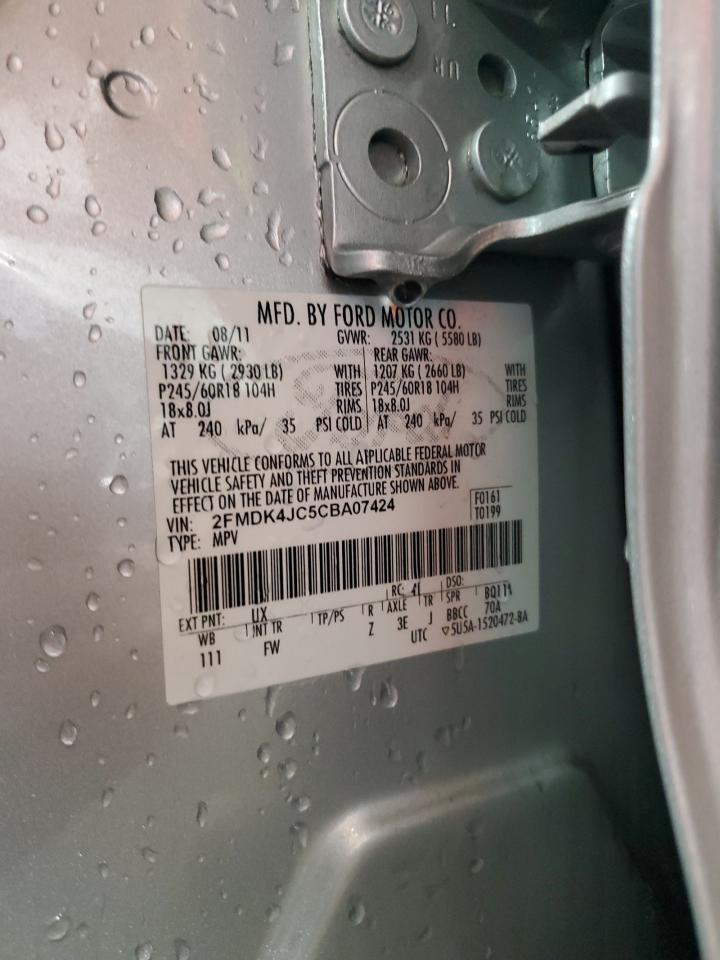 UR
MFD. BY FORD MOTOR CO.
DATE: 08/11 GVWR: 2531 KG ( 5580 LB)
FRONT GAWR: REAR GAWR:
1329 KG ( 2930 LB) WITH 1207 KG ( 2660 LB) WITH
P245/60R18 104H TIRES P245/60R18 104H TIRES
18x8.0J RIMS 18x8.0J RIMS
AT 240 kPa/ 35 PSI COLD AT 240 kPa/ 35 PSI COLD
THIS VEHICLE CONFORMS TO ALL APPLICABLE FEDERAL MOTOR
VEHICLE SAFETY AND THEFT PREVENTION STANDARDS IN
EFFECT ON THE DATE OF MANUFACTURE SHOWN ABOVE.
VIN: 2FMDK4JC5CBA07424 F0161
TYPE: MPV T0199
EXT PNT: UX RC: 41 DSO:
WB INT TR TP/PS R AXLE TR SPR BQ111
111 FW Z 3E J BBCC 70A
UTC ▽5U5A-1520472-BA